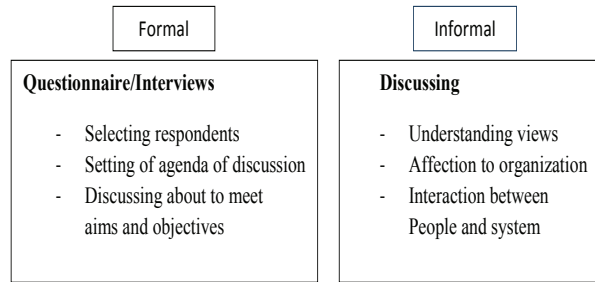 Formal
Informal
Questionnaire/Interviews
- Selecting respondents
- Setting of agenda of discussion
- Discussing about to meet
aims and objectives
Discussing
- Understanding views
- Affection to organization
- Interaction between
People and system